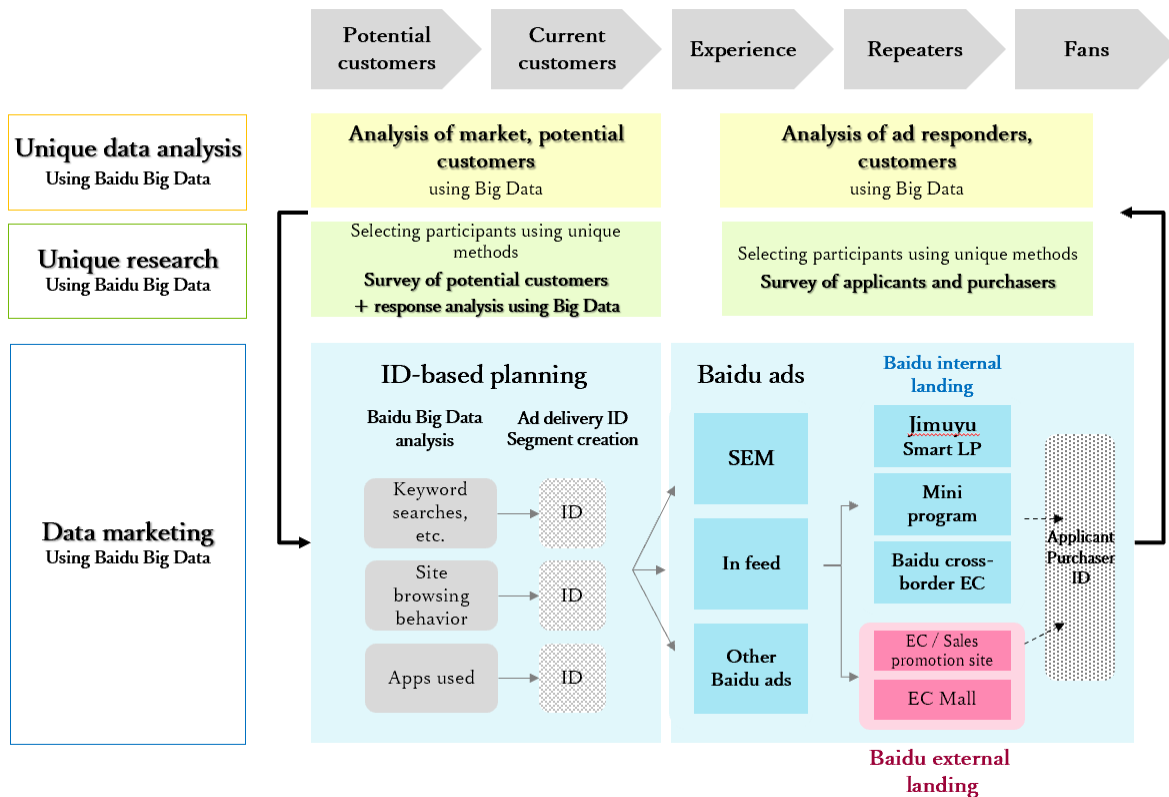 Potential
customers
Current
customers
Experience
Repeaters
Fans
Unique data analysis
Using Baidu Big Data
Analysis of market, potential
customers
using Big Data
Analysis of ad responders,
customers
using Big Data
Unique research
Using Baidu Big Data
Selecting participants using unique
methods
Survey of potential customers
+ response analysis using Big Data
Selecting participants using unique methods
Survey of applicants and purchasers
Data marketing
Using Baidu Big Data
ID-based planning
Baidu Big Data
analysis
Ad delivery ID
Segment creation
Keyword
searches,
etc.
ID
Site
browsing
behavior
ID
Apps used
ID
Baidu ads
SEM
In feed
Other
Baidu ads
Baidu internal
landing
Jimuyu
Smart LP
Mini
program
Baidu cross-
border EC
EC / Sales
promotion site
EC Mall
Baidu external
landing
Applicant
Purchaser
ID